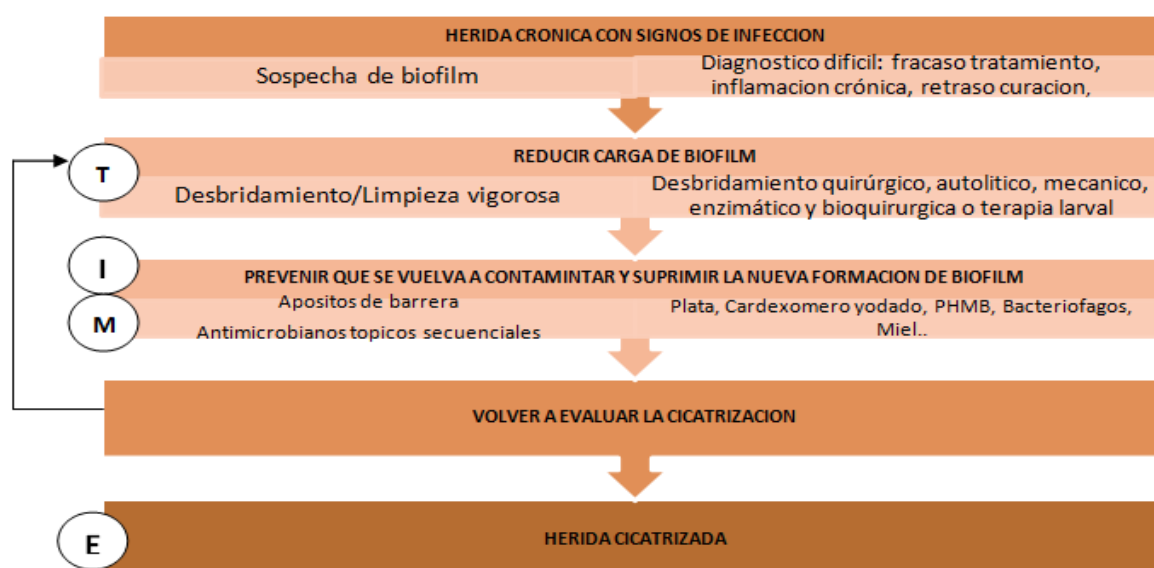 HERIDA CRONICA CON SIGNOS DE INFECCION
Sospecha de biofilm
Diagnostico dificil: fracaso tratamiento,
inflamacion crónica, retraso curacion,
T
REDUCIR CARGA DE BIOFILM
Desbridamiento/Limpieza vigorosa
Desbridamiento quirúrgico, autolitico, mecanico,
enzimático y bioquirurgica o terapia larval
I
M
PREVENIR QUE SE VUELVA A CONTAMINTAR Y SUPRIMIR LA NUEVA FORMACION DE BIOFILM
Apositos de barrera
Antimicrobianos topicos secuenciales
Plata, Cardexomero yodado, PHMB, Bacteriofagos,
Miel..
VOLVER A EVALUAR LA CICATRIZACION
E
HERIDA CICATRIZADA